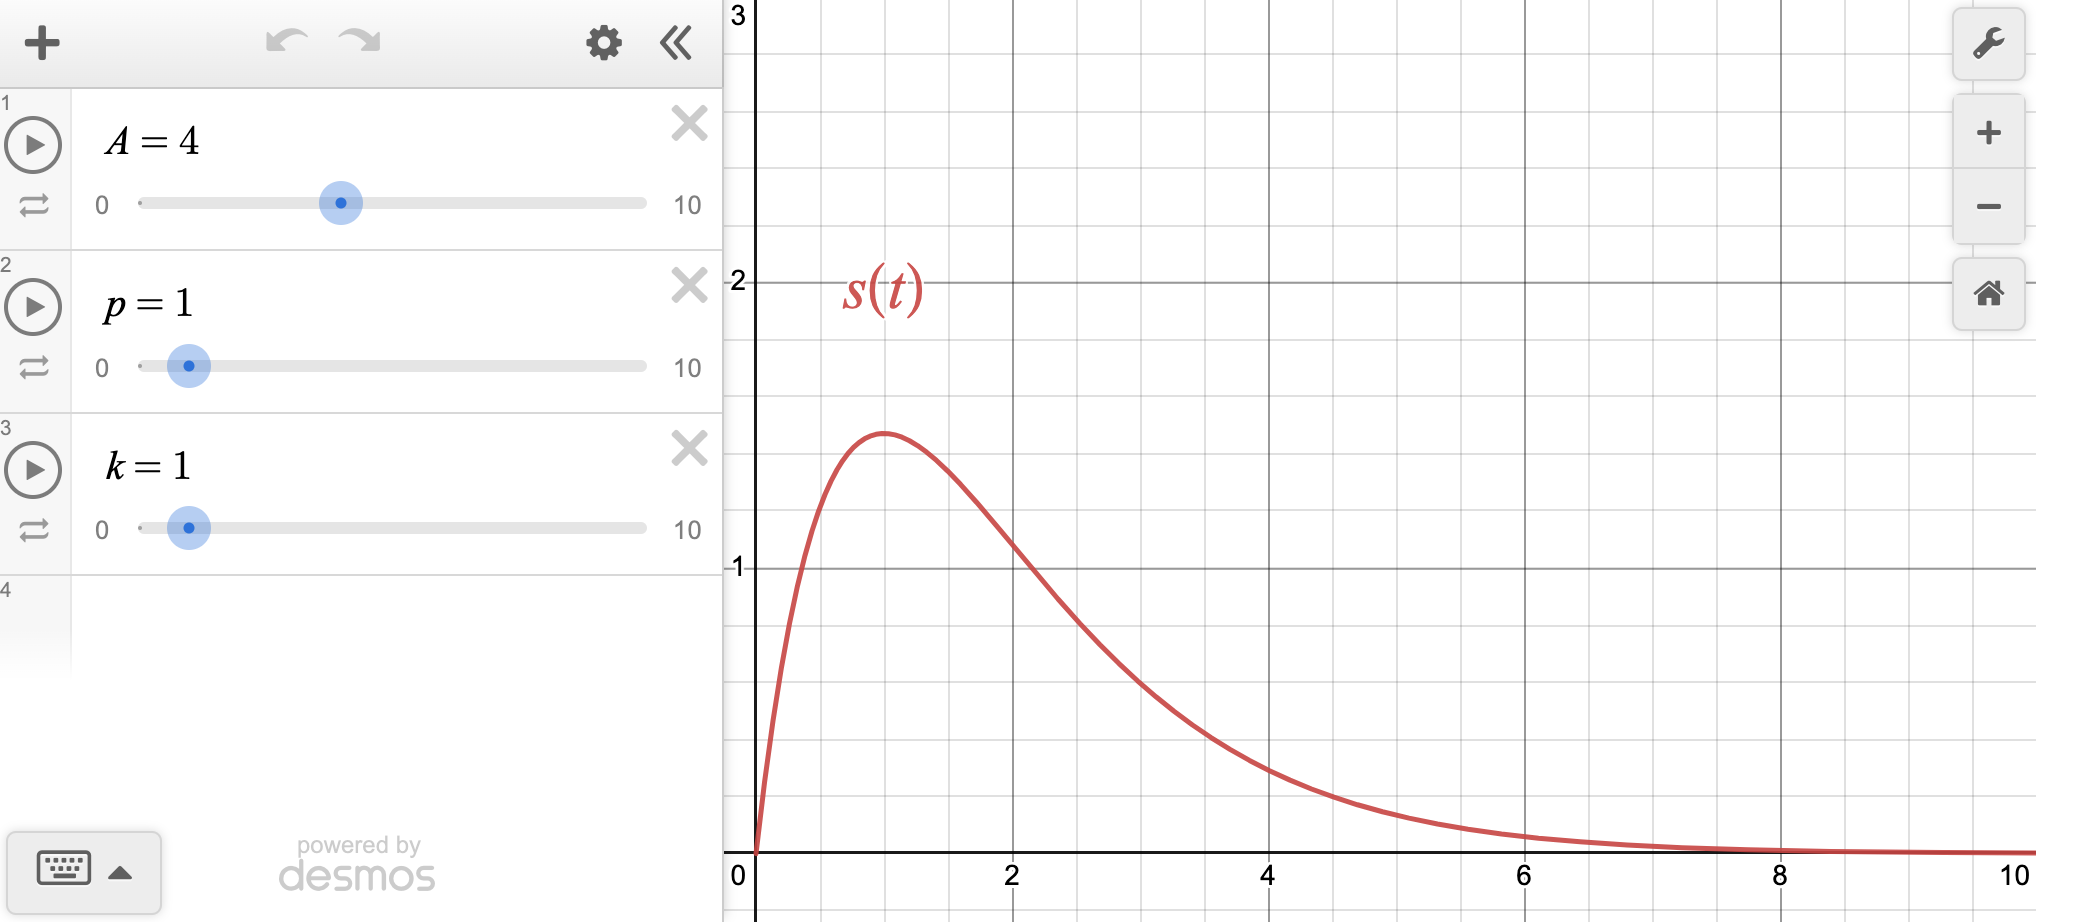 1
A = 4
0 10
2
p = 1
0 10
3
k = 1
0 10
4
powered by
desmos
3
2
s(t)
1
0 2 4 6 8 10